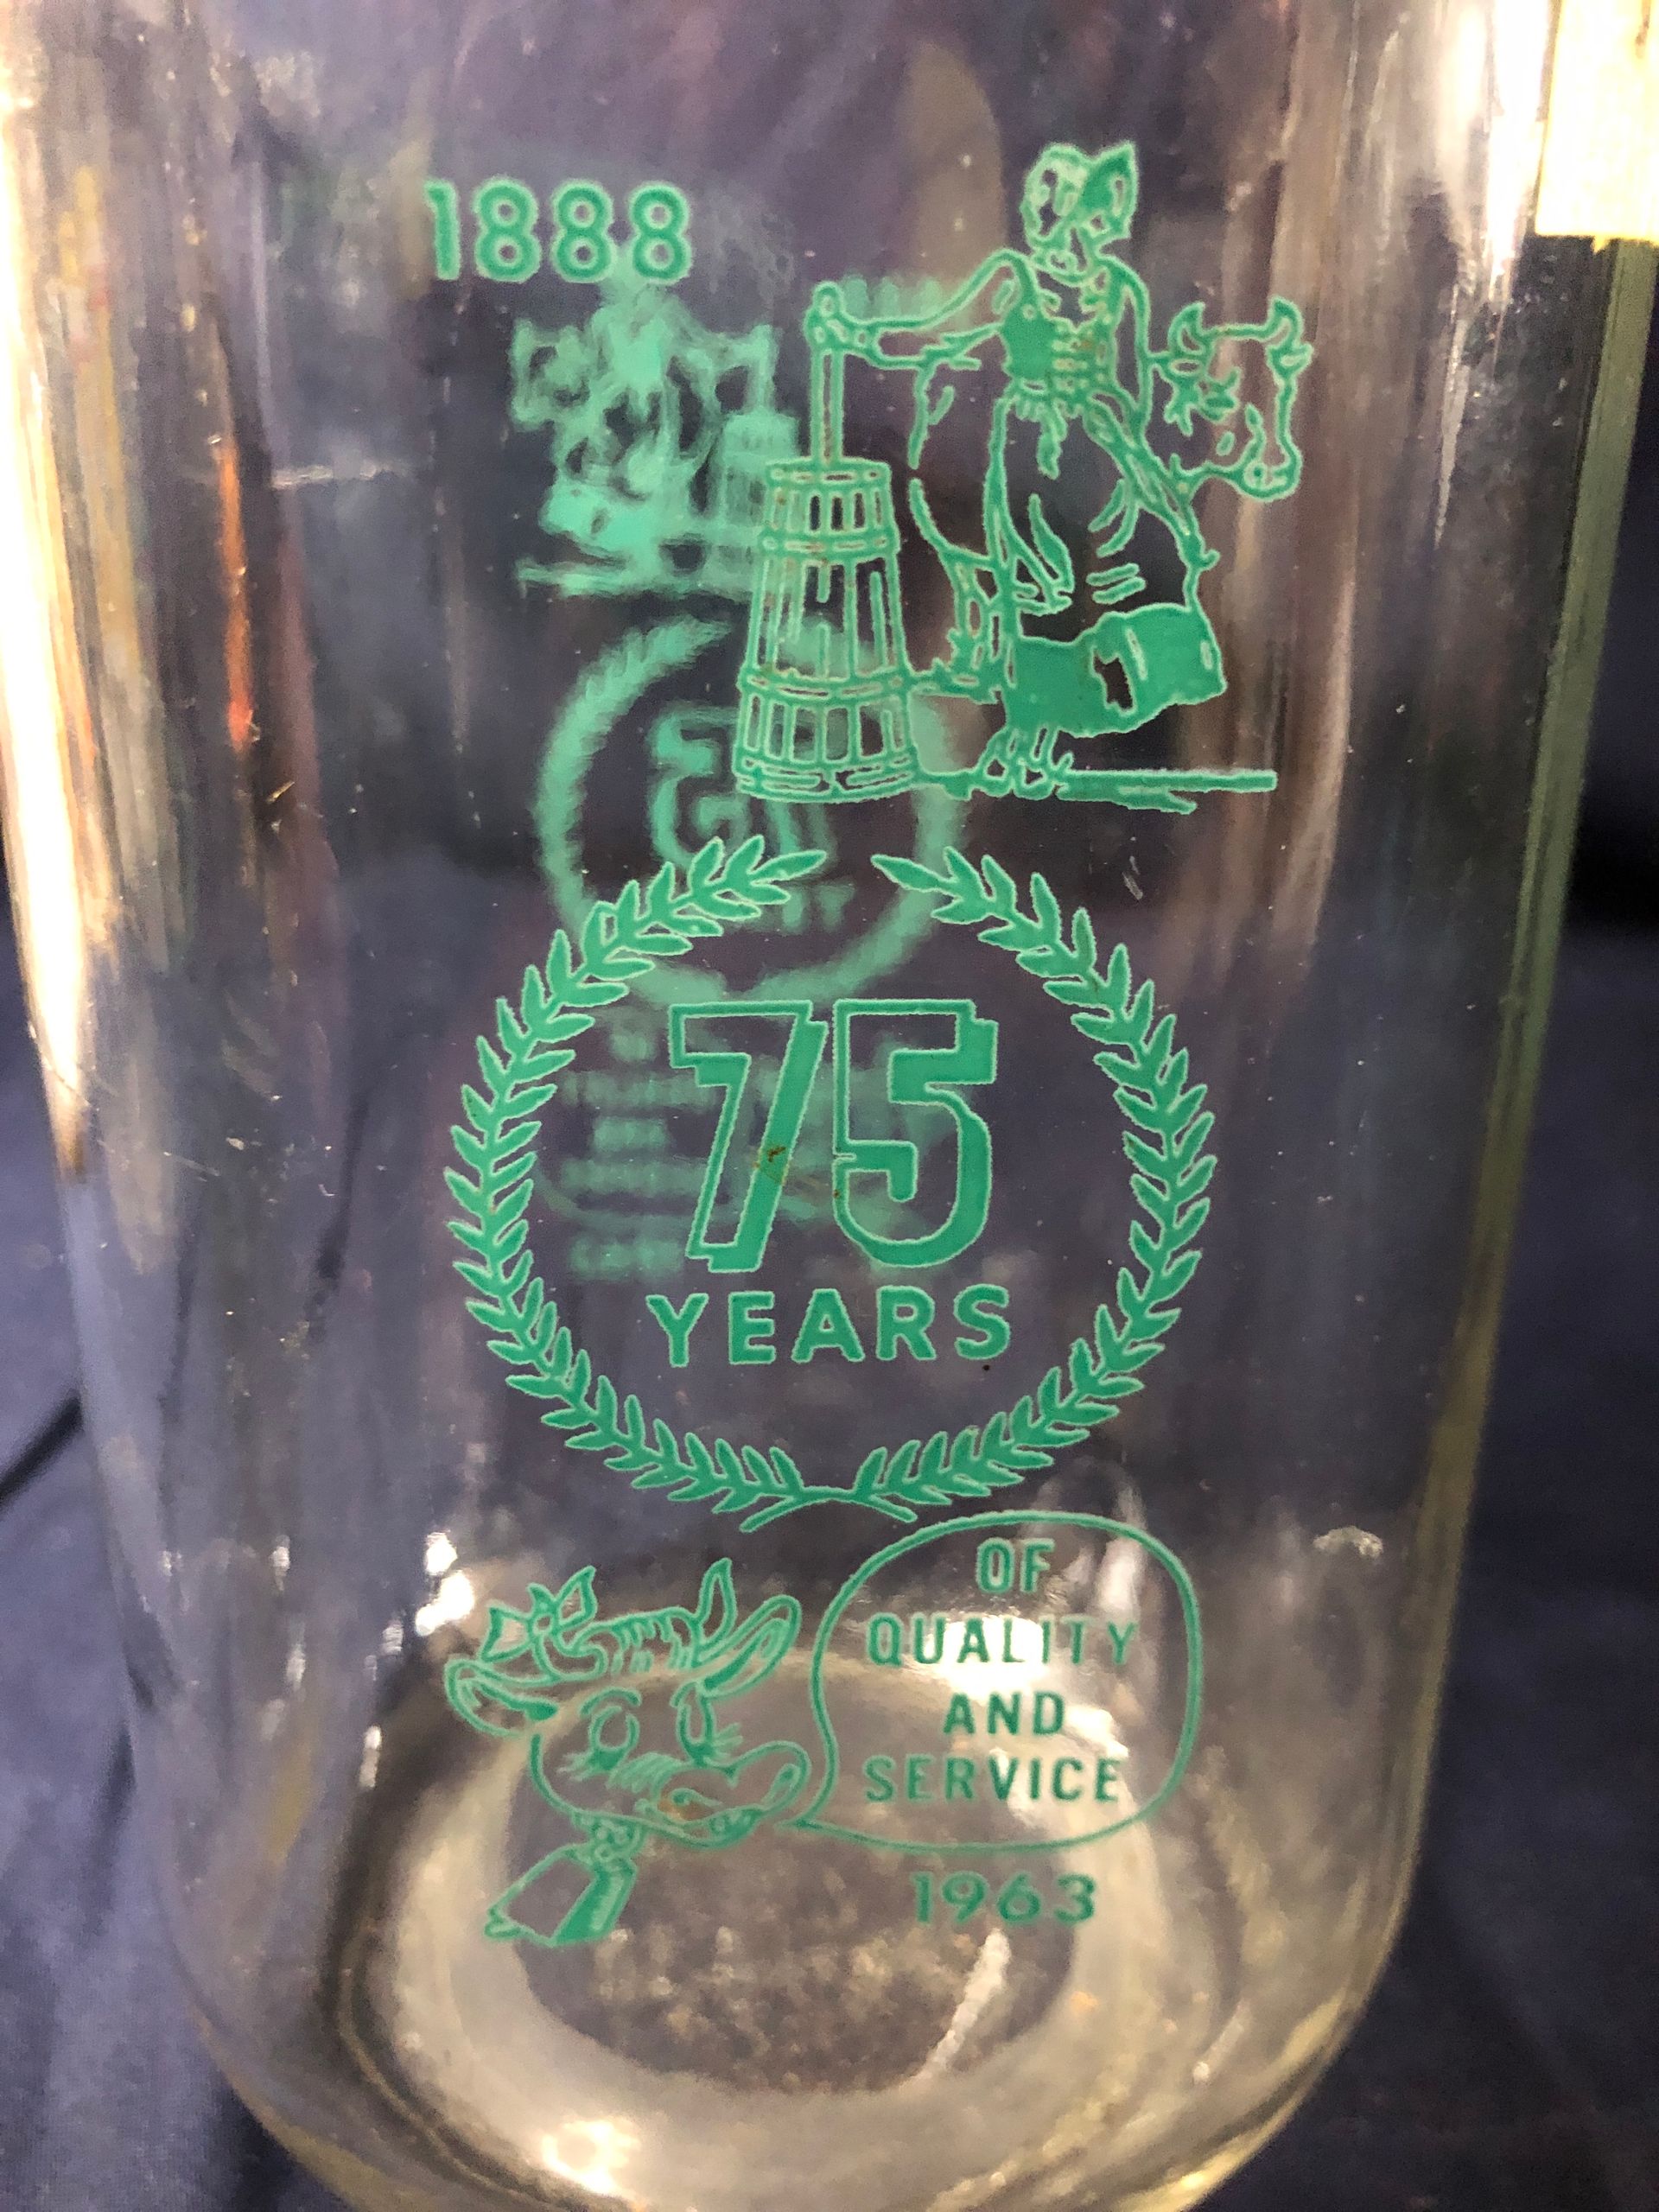 1888
75
YEARS
OF
QUALITY
AND
SERVICE
1963